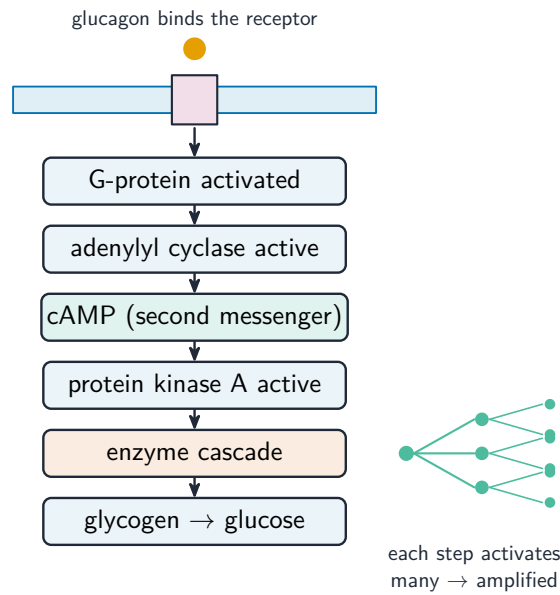 glucagon binds the receptor
G-protein activated
adenylyl cyclase active
cAMP (second messenger)
protein kinase A active
enzyme cascade
glycogen → glucose
each step activates
many → amplified